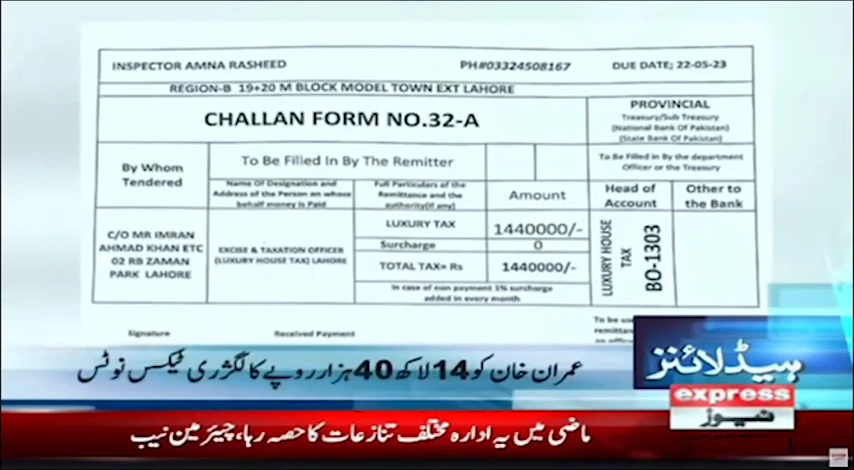 INSPECTOR AMNA RASHEED PH#03324508167 DUE DATE; 22-05-23
REGION-B 19+20 M BLOCK MODEL TOWN EXT LAHORE
CHALLAN FORM NO.32-A
PROVINCIAL
Treasury/Sub Treasury
(National Bank Of Pakistan)
(State Bank Of Pakistan)
By Whom
Tendered
To Be Filled In By The Remitter
To Be Filled In By the department
Officer or the Treasury
Name Of Designation and
Address of the Person on whose
behalf money is Paid
Full Particulars of the
Remittance and the
authority(if any)
Amount
Head of
Account
Other to
the Bank
C/O MR IMRAN
AHMAD KHAN ETC
02 RB ZAMAN
PARK LAHORE
EXCISE & TAXATION OFFICER
(LUXURY HOUSE TAX) LAHORE
LUXURY TAX 1440000/-
Surcharge 0
TOTAL TAX= Rs 1440000/-
In case of non payment 1% surcharge
added in every month
LUXURY HOUSE
TAX
BO-1303
Signature Received Payment
To be
remittan
عمران خان کو 14 لاکھ 40 ہزار روپے کا لگژری ٹیکس نوٹس
ہیڈلائنز
express
نیوز
ماضی میں یہ ادارہ مختلف تنازعات کا حصہ رہا، چیئرمین نیب